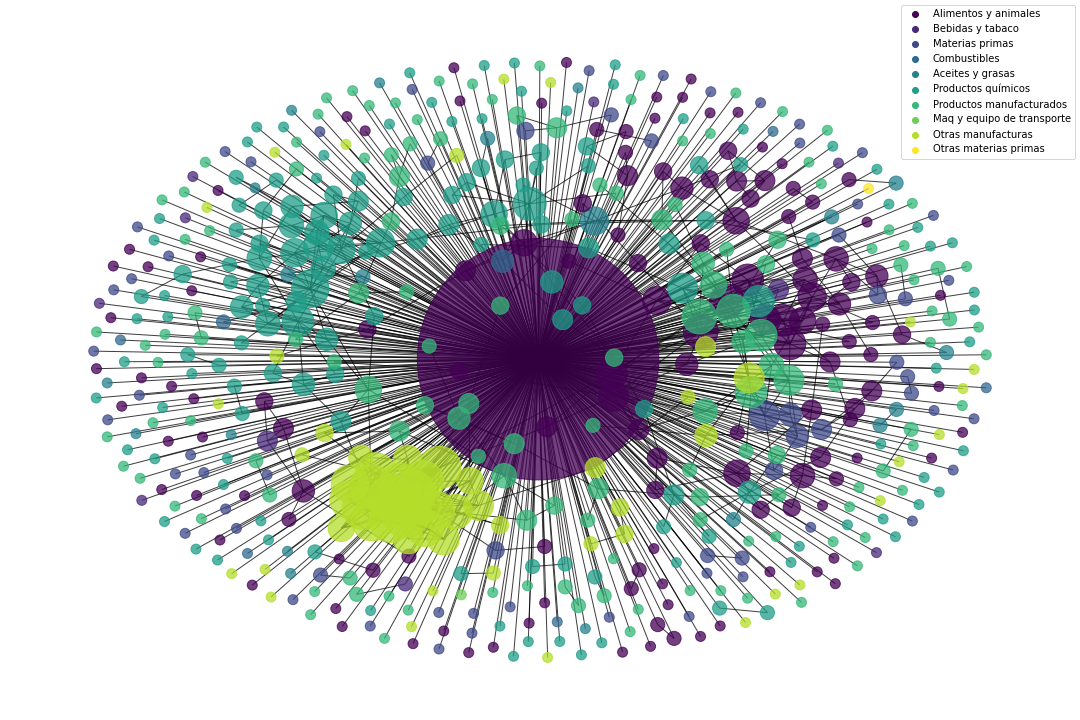 Alimentos y animales
Bebidas y tabaco
Materias primas
Combustibles
Aceites y grasas
Productos químicos
Productos manufacturados
Maq y equipo de transporte
Otras manufacturas
Otras materias primas